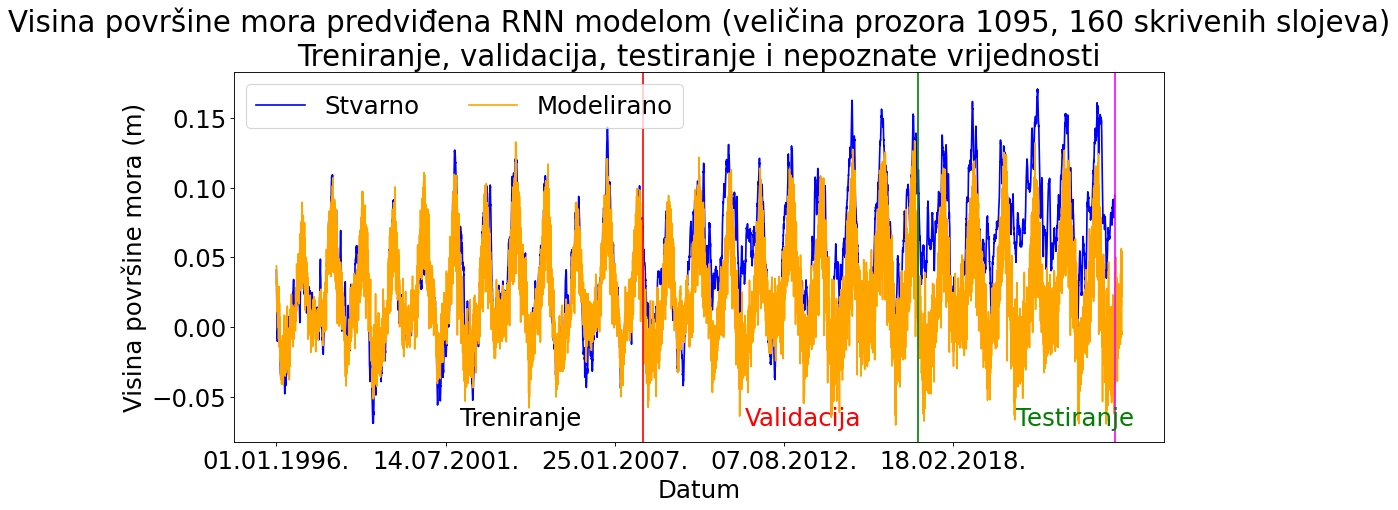 Visina površine mora predviđena RNN modelom (veličina prozora 1095, 160 skrivenih slojeva)
Treniranje, validacija, testiranje i nepoznate vrijednosti
Stvarno Modelirano
Visina površine mora (m)
0.15
0.10
0.05
0.00
−0.05
Treniranje Validacija Testiranje
01.01.1996. 14.07.2001. 25.01.2007. 07.08.2012. 18.02.2018.
Datum